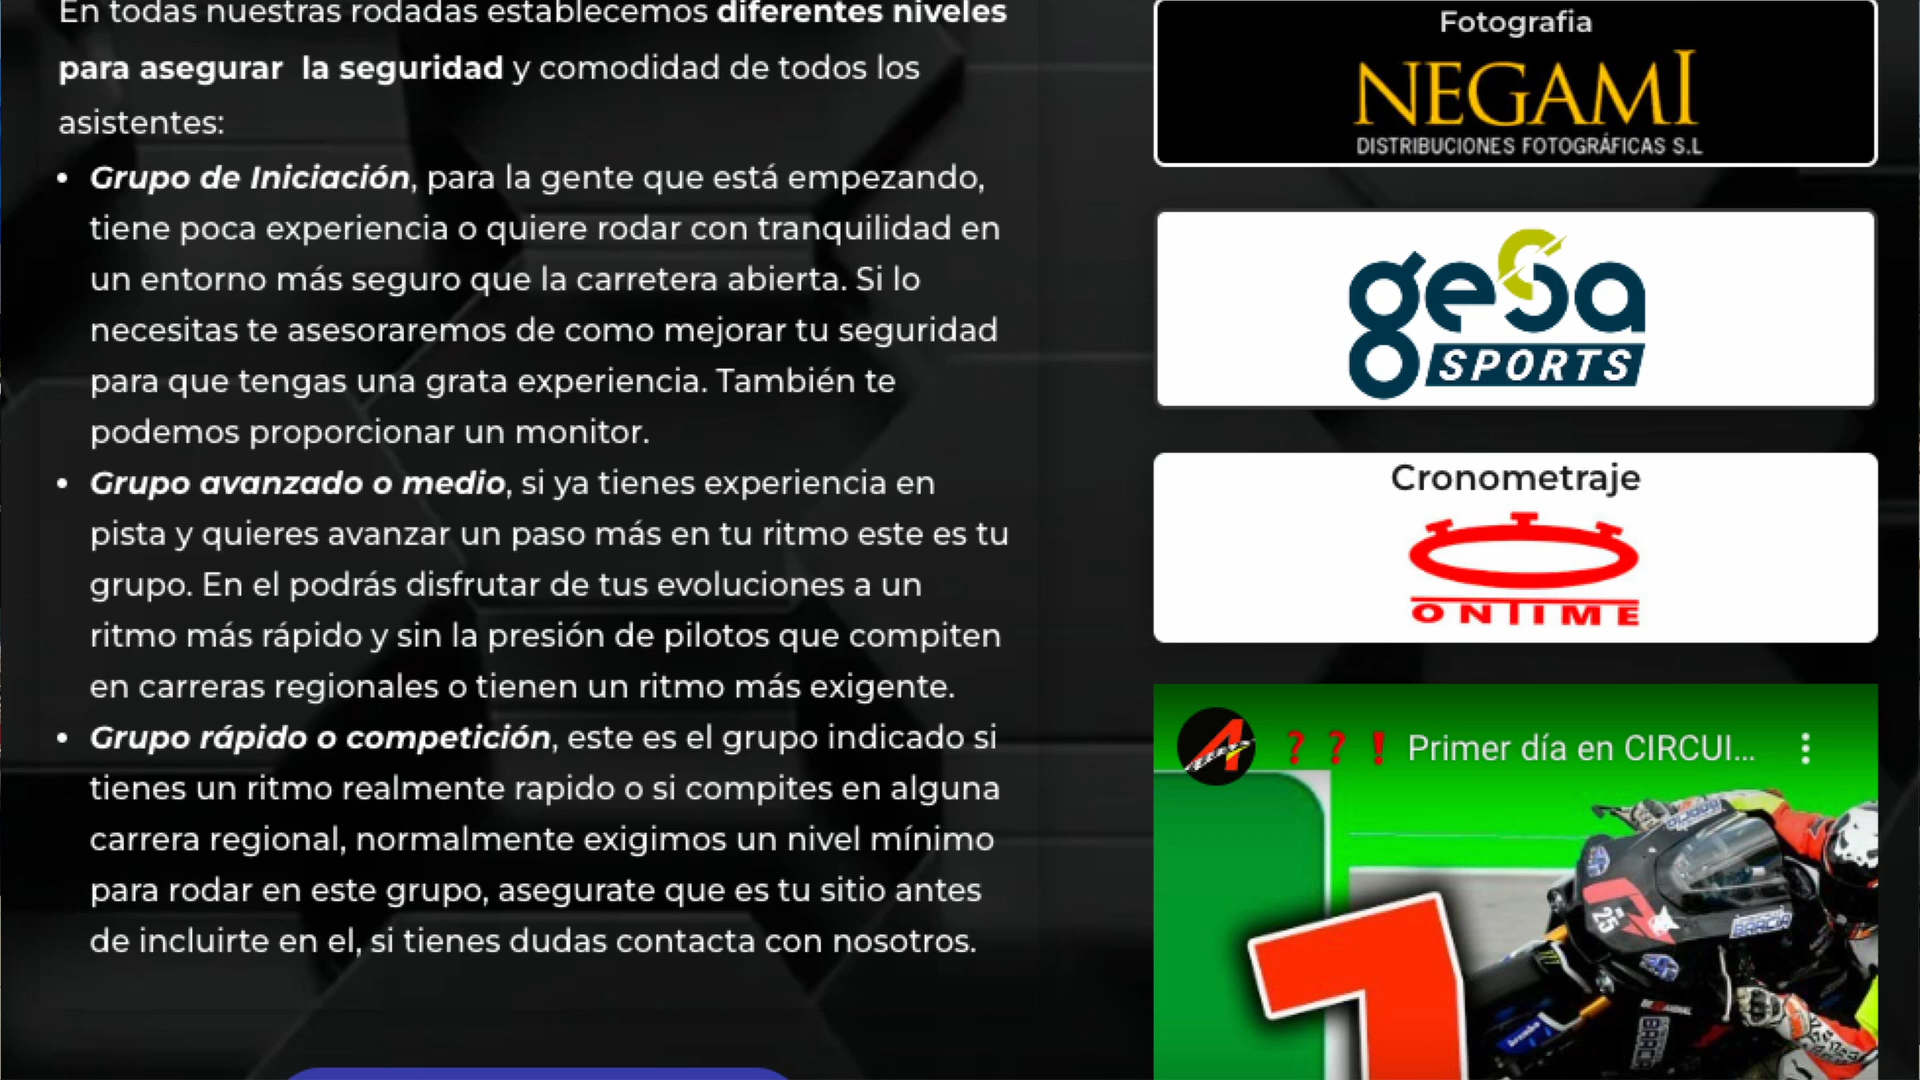 En todas nuestras rodadas establecemos diferentes niveles
para asegurar  la seguridad y comodidad de todos los
asistentes:
• Grupo de Iniciación, para la gente que está empezando,
tiene poca experiencia o quiere rodar con tranquilidad en
un entorno más seguro que la carretera abierta. Si lo
necesitas te asesoraremos de como mejorar tu seguridad
para que tengas una grata experiencia. También te
podemos proporcionar un monitor.
• Grupo avanzado o medio, si ya tienes experiencia en
pista y quieres avanzar un paso más en tu ritmo este es tu
grupo. En el podrás disfrutar de tus evoluciones a un
ritmo más rápido y sin la presión de pilotos que compiten
en carreras regionales o tienen un ritmo más exigente.
• Grupo rápido o competición, este es el grupo indicado si
tienes un ritmo realmente rapido o si compites en alguna
carrera regional, normalmente exigimos un nivel mínimo
para rodar en este grupo, asegurate que es tu sitio antes
de incluirte en el, si tienes dudas contacta con nosotros.
Fotografia
NEGAMI
DISTRIBUCIONES FOTOGRÁFICAS S.L
gesa
SPORTS
Cronometraje
ONTIME
❓❓❗ Primer día en CIRCUI...
25
BARCIA
1
brembo
BARCIA